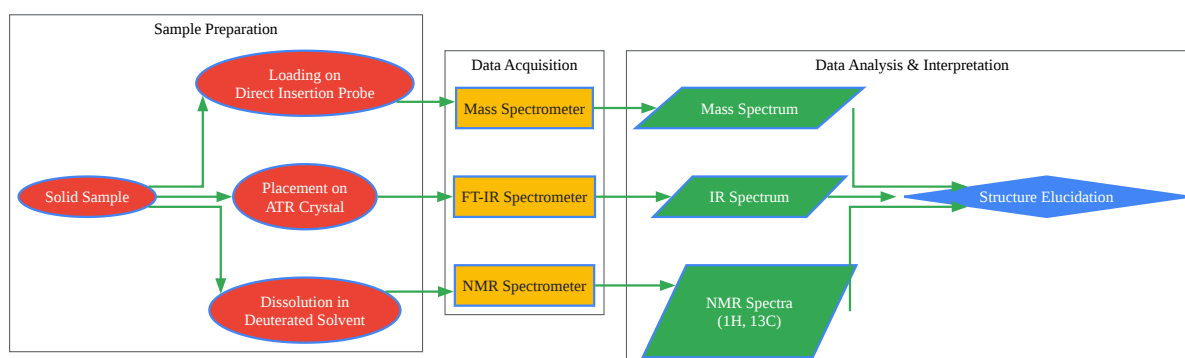 Sample Preparation
Loading on
Direct Insertion Probe
Solid Sample
Placement on
ATR Crystal
Dissolution in
Deuterated Solvent
Data Acquisition
Mass Spectrometer
FT-IR Spectrometer
NMR Spectrometer
Data Analysis & Interpretation
Mass Spectrum
IR Spectrum
NMR Spectra
(1H, 13C)
Structure Elucidation